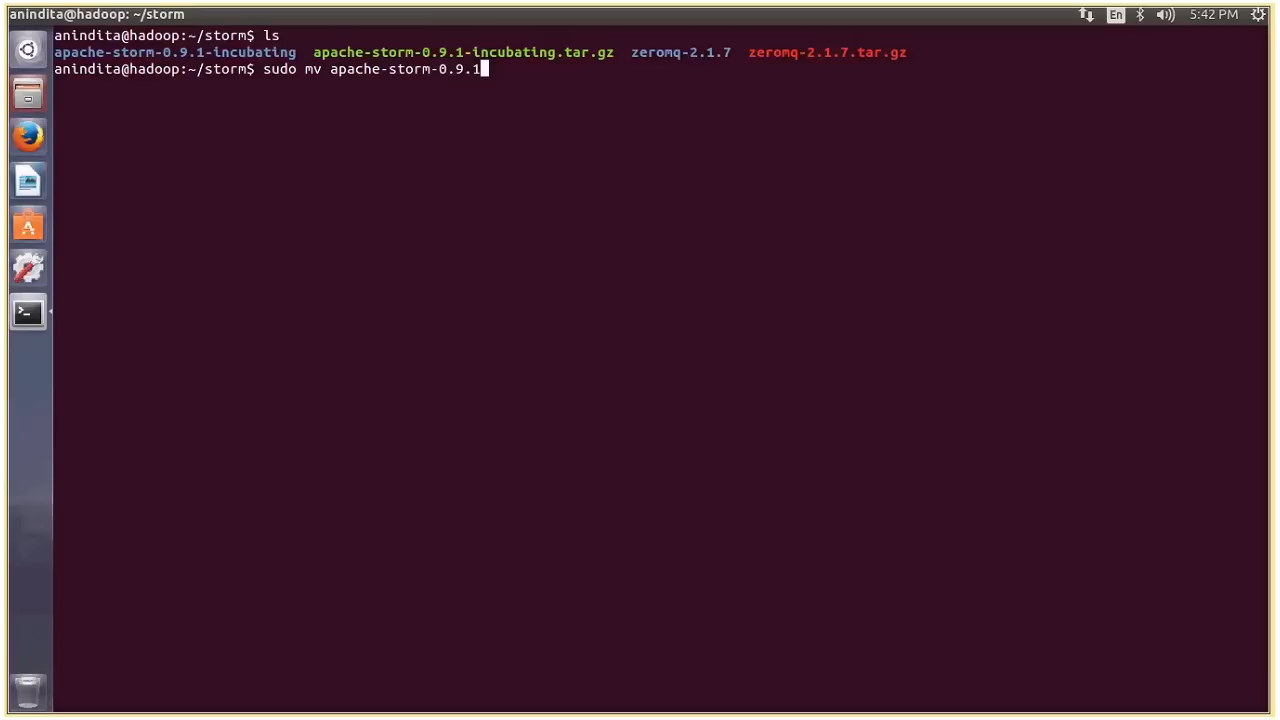 anindita@hadoop: ~/storm
En
5:42 PM
anindita@hadoop:~/storm$ ls
apache-storm-0.9.1-incubating  apache-storm-0.9.1-incubating.tar.gz  zeromq-2.1.7  zeromq-2.1.7.tar.gz
anindita@hadoop:~/storm$ sudo mv apache-storm-0.9.1